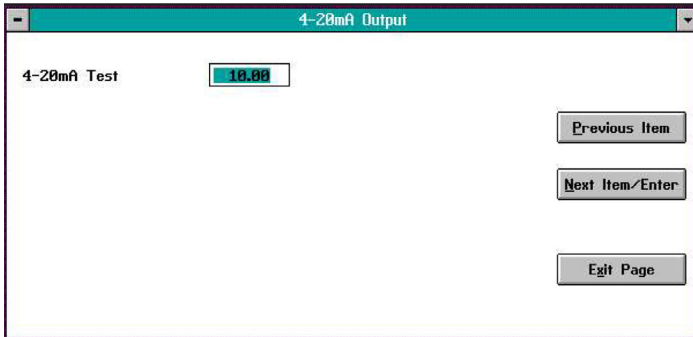 4-20mA Output
4-20mA Test 10.00
Previous Item
Next Item/Enter
Exit Page